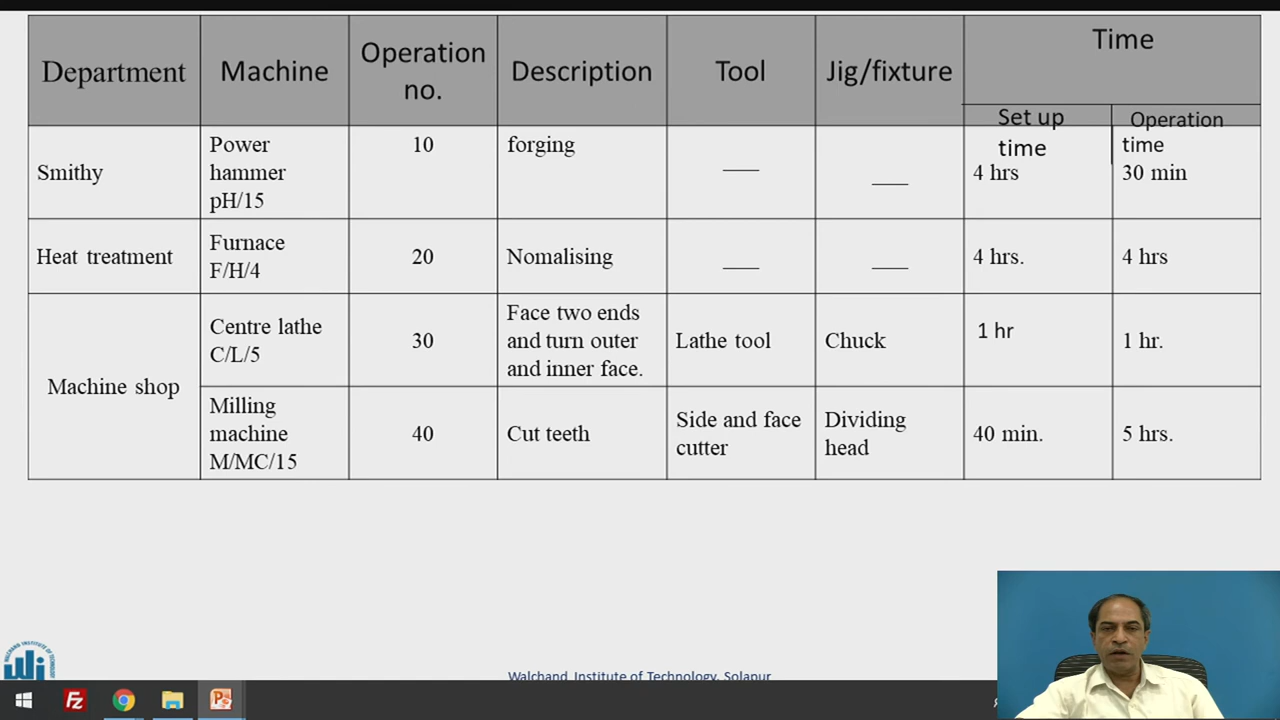 Department
Machine
Operation
no.
Description
Tool
Jig/fixture
Time
Set up
time
Operation
time
Smithy
Power
hammer
pH/15
10
forging
4 hrs
30 min
Heat treatment
Furnace
F/H/4
20
Nomalising
4 hrs.
4 hrs
Machine shop
Centre lathe
C/L/5
30
Face two ends
and turn outer
and inner face.
Lathe tool
Chuck
1 hr
1 hr.
Milling
machine
M/MC/15
40
Cut teeth
Side and face
cutter
Dividing
head
40 min.
5 hrs.
WALCHAND INSTITUTE OF TECHNOLOGY
Walchand Institute of Technology, Solapur